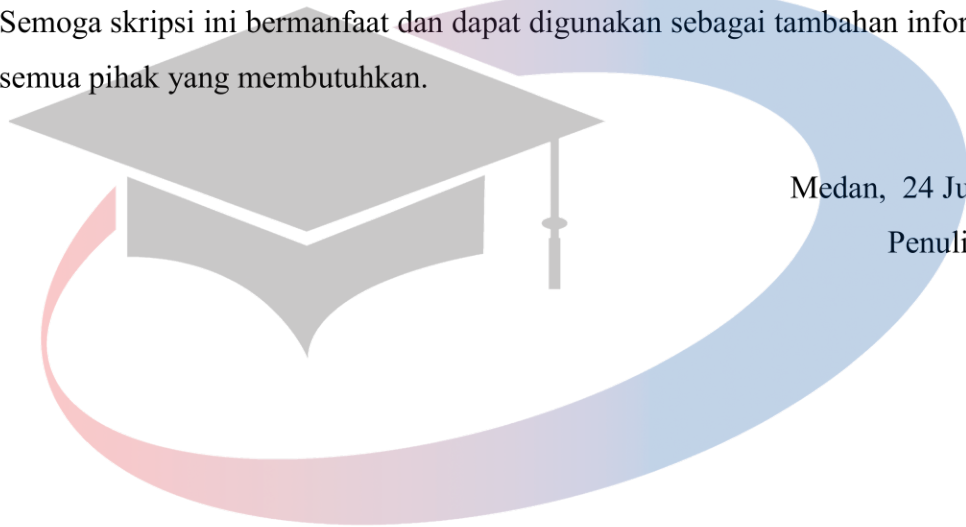 Semoga skripsi ini bermanfaat dan dapat digunakan sebagai tambahan infor
semua pihak yang membutuhkan.
Medan, 24 Ju
Penuli